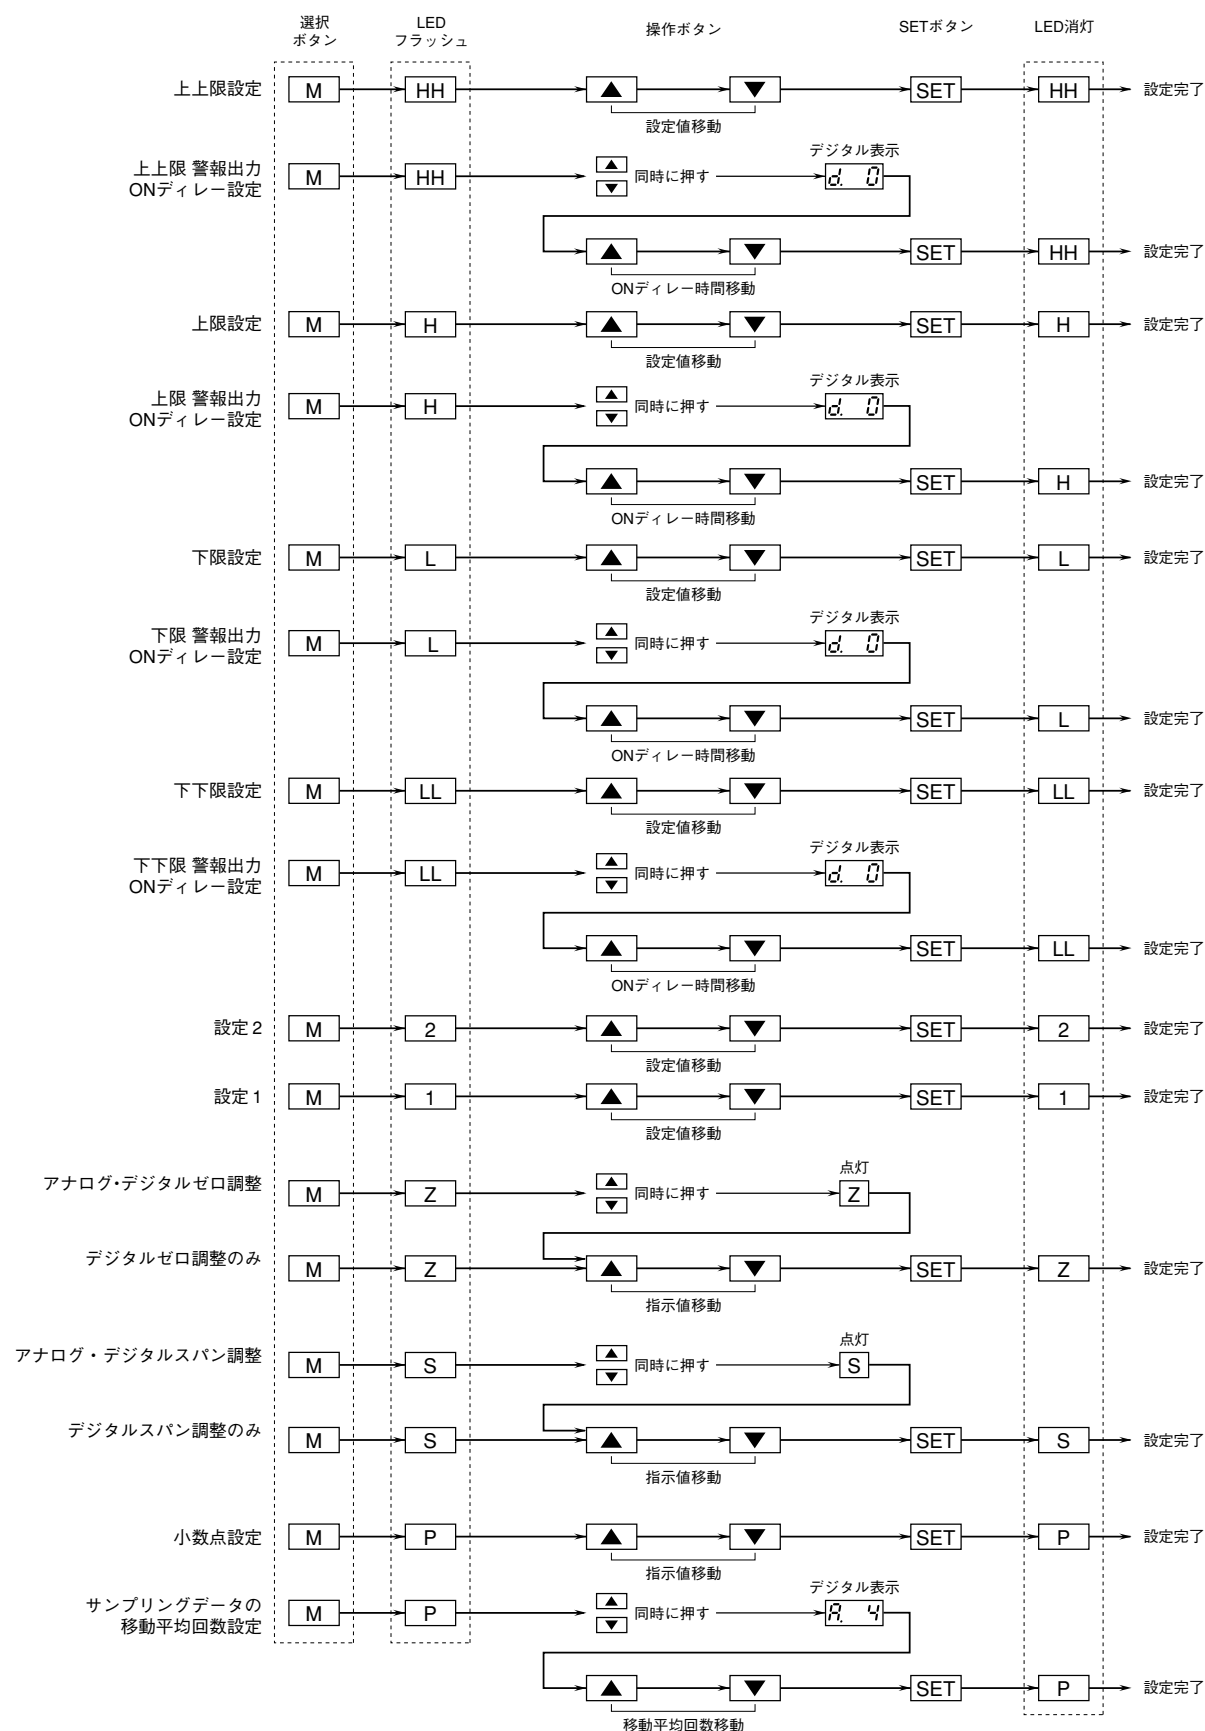 選択
ボタン
LED
フラッシュ
操作ボタン
SETボタン
LED消灯
上上限設定 M HH ▲ ▼ SET HH 設定完了
設定値移動
デジタル表示
上上限 警報出力
ONディレー設定
M HH ▲ ▼ 同時に押す d. 0
▲ ▼ SET HH 設定完了
ONディレー時間移動
上限設定 M H ▲ ▼ SET H 設定完了
設定値移動
デジタル表示
上限 警報出力
ONディレー設定
M H ▲ ▼ 同時に押す d. 0
▲ ▼ SET H 設定完了
ONディレー時間移動
下限設定 M L ▲ ▼ SET L 設定完了
設定値移動
デジタル表示
下限 警報出力
ONディレー設定
M L ▲ ▼ 同時に押す d. 0
▲ ▼ SET L 設定完了
ONディレー時間移動
下下限設定 M LL ▲ ▼ SET LL 設定完了
設定値移動
デジタル表示
下下限 警報出力
ONディレー設定
M LL ▲ ▼ 同時に押す d. 0
▲ ▼ SET LL 設定完了
ONディレー時間移動
設定2 M 2 ▲ ▼ SET 2 設定完了
設定値移動
設定1 M 1 ▲ ▼ SET 1 設定完了
設定値移動
点灯
アナログ・デジタルゼロ調整 M Z ▲ ▼ 同時に押す Z
デジタルゼロ調整のみ M Z ▲ ▼ SET Z 設定完了
指示値移動
点灯
アナログ・デジタルスパン調整 M S ▲ ▼ 同時に押す S
デジタルスパン調整のみ M S ▲ ▼ SET S 設定完了
指示値移動
小数点設定 M P ▲ ▼ SET P 設定完了
指示値移動
デジタル表示
サンプリングデータの
移動平均回数設定
M P ▲ ▼ 同時に押す A. 4
▲ ▼ SET P 設定完了
移動平均回数移動